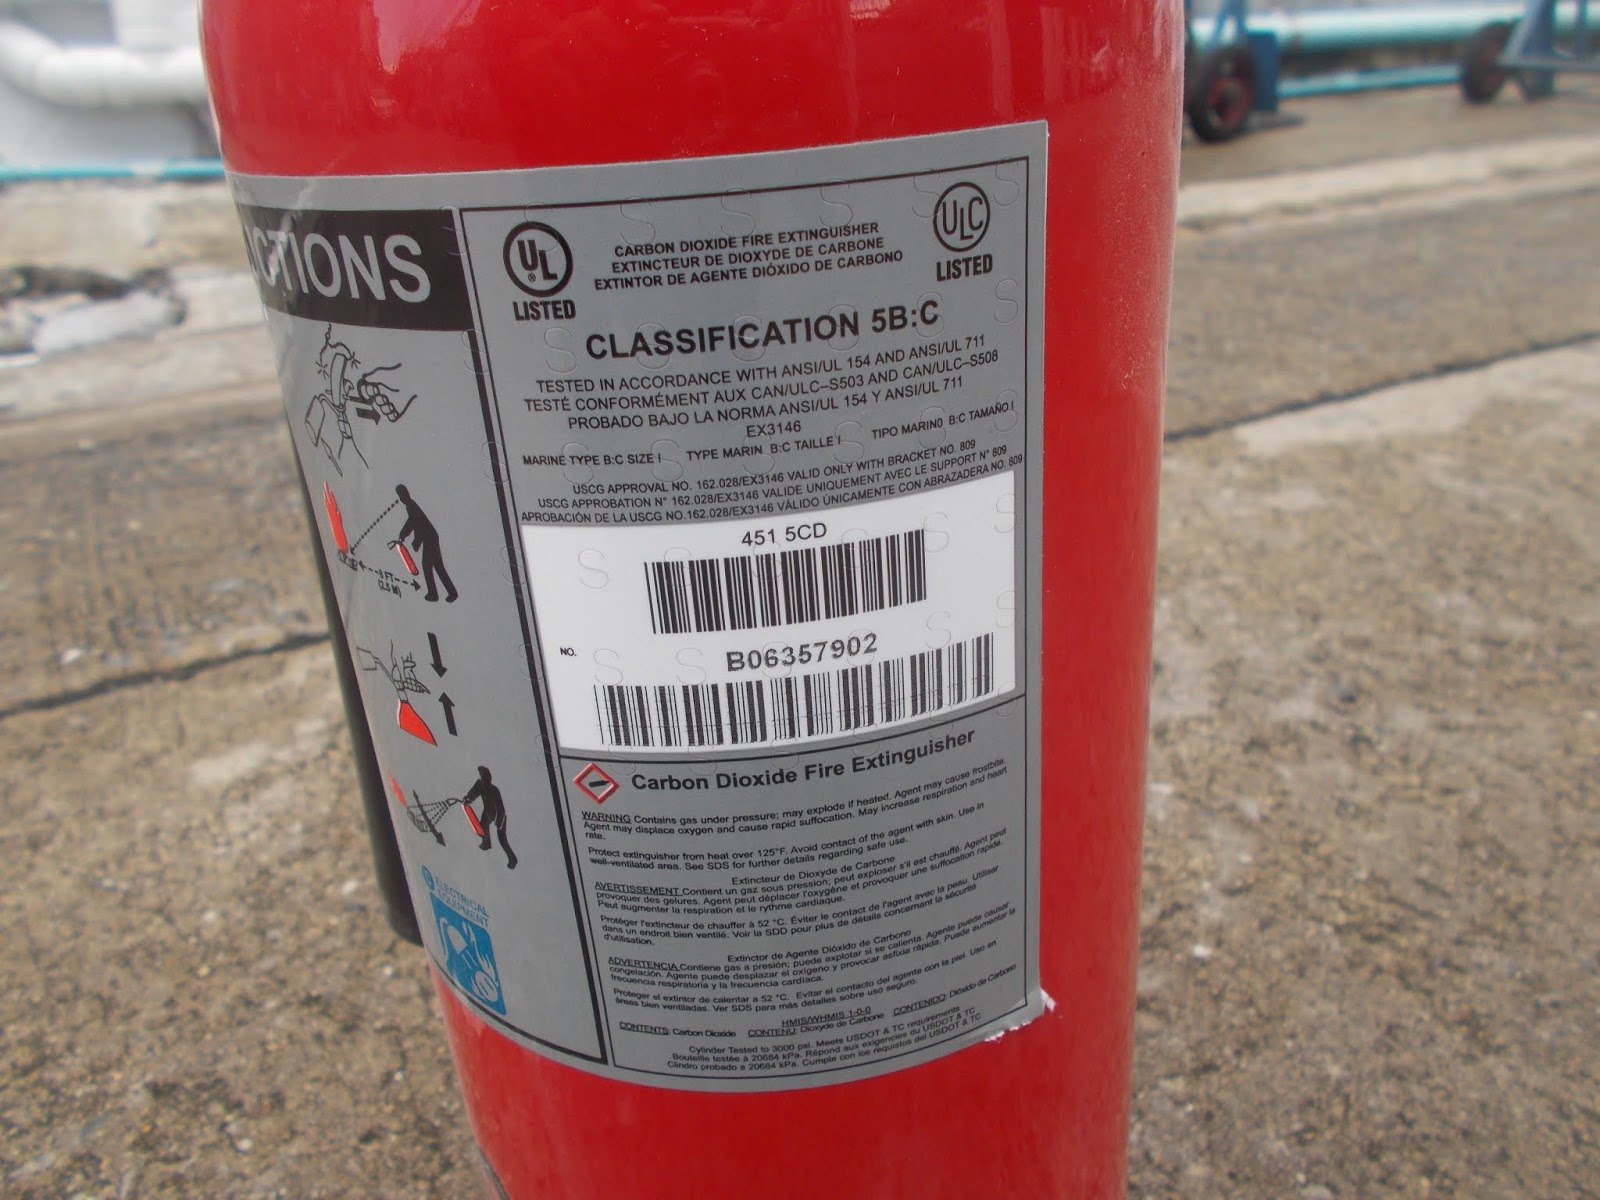 CTIONS
8 FT
(2.5 M)
ELECTRICAL
EQUIPMENT
UL
®
LISTED
CARBON DIOXIDE FIRE EXTINGUISHER
EXTINCTEUR DE DIOXYDE DE CARBONE
EXTINTOR DE AGENTE DIÓXIDO DE CARBONO
ULC
LISTED
CLASSIFICATION 5B:C
TESTED IN ACCORDANCE WITH ANSI/UL 154 AND ANSI/UL 711
TESTÉ CONFORMÉMENT AUX CAN/ULC–S503 AND CAN/ULC–S508
PROBADO BAJO LA NORMA ANSI/UL 154 Y ANSI/UL 711
EX3146
MARINE TYPE B:C SIZE I TYPE MARIN B:C TAILLE I TIPO MARINO B:C TAMAÑO I
USCG APPROVAL NO. 162.028/EX3146 VALID ONLY WITH BRACKET NO. 809
USCG APPROBATION N° 162.028/EX3146 VALIDE UNIQUEMENT AVEC LE SUPPORT N° 809
APROBACIÓN DE LA USCG NO.162.028/EX3146 VÁLIDO ÚNICAMENTE CON ABRAZADERA NO. 809
451 5CD
NO.
B06357902
Carbon Dioxide Fire Extinguisher
WARNING Contains gas under pressure; may explode if heated. Agent may cause frostbite.
Agent may displace oxygen and cause rapid suffocation. May increase respiration and heart
rate.
Protect extinguisher from heat over 125°F. Avoid contact of the agent with skin. Use in
well-ventilated area. See SDS for further details regarding safe use.
Extincteur de Dioxyde de Carbone
AVERTISSEMENT Contient un gaz sous pression; peut exploser s'il est chauffé. Agent peut
provoquer des gelures. Agent peut déplacer l'oxygène et provoquer une suffocation rapide.
Peut augmenter la respiration et le rythme cardiaque.
Protéger l'extincteur de chauffer à 52 °C. Éviter le contact de l'agent avec la peau. Utiliser
dans un endroit bien ventilé. Voir la SDD pour plus de détails concernant la sécurité
d'utilisation.
Extinctor de Agente Dióxido de Carbono
ADVERTENCIA Contiene gas a presión; puede explotar si se calienta. Agente puede causar
congelación. Agente puede desplazar el oxígeno y provocar asfixia rápida. Puede aumentar la
frecuencia respiratoria y la frecuencia cardíaca.
Proteger el extintor de calentar a 52 °C. Evitar el contacto del agente con la piel. Uso en
áreas bien ventiladas. Ver SDS para más detalles sobre uso seguro.
HMIS/WHMIS 1-0-0
CONTENTS: Carbon Dioxide CONTENU: Dioxyde de Carbone CONTENIDO: Dióxido de Carbono
Cylinder Tested to 3000 psi. Meets USDOT & TC requirements
Bouteille testée à 20684 kPa. Répond aux exigencies du USDOT & TC
Clindro probado a 20684 kPa. Cumple con los requistos del USDOT & TC